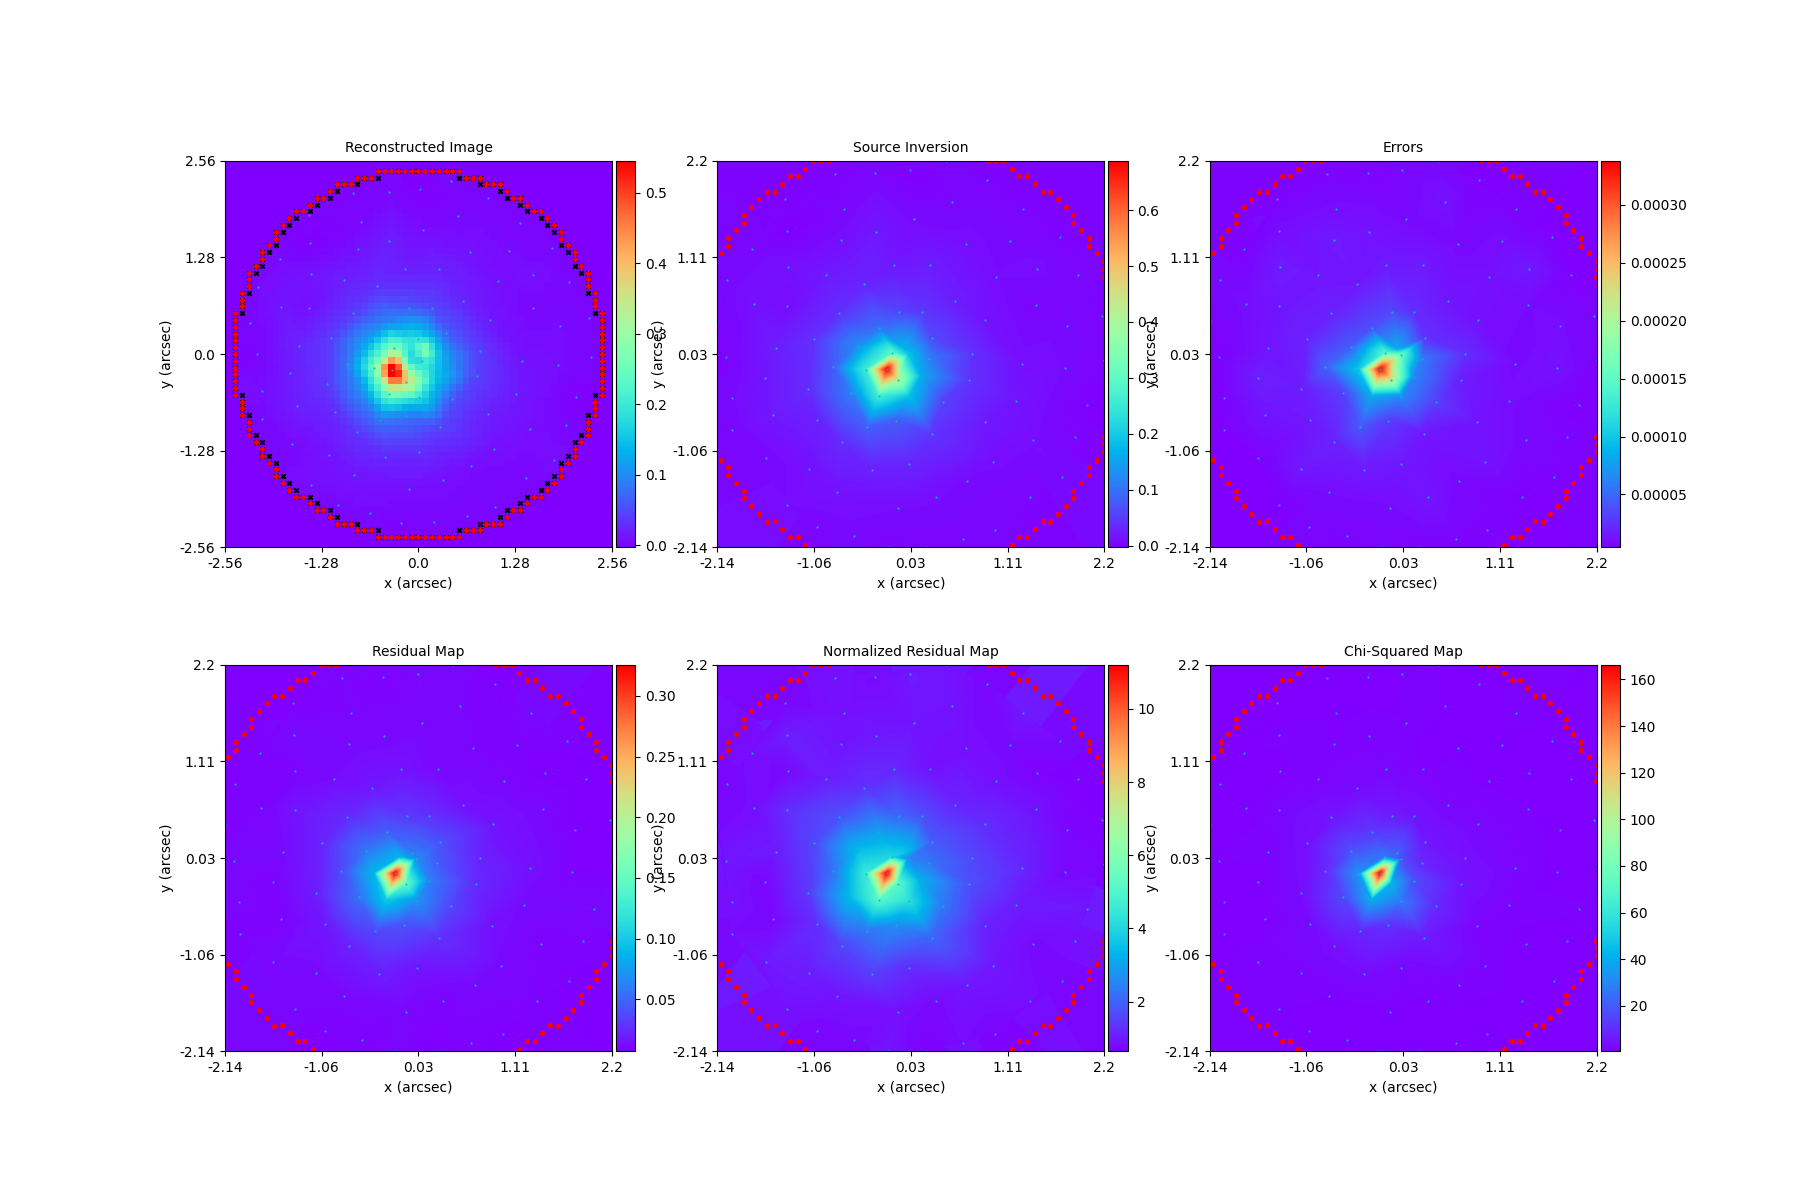 Reconstructed Image
2.56
1.28
0.0
-1.28
-2.56
-2.56 -1.28 0.0 1.28 2.56
x (arcsec)
y (arcsec)
0.5
0.4
0.3
0.2
0.1
0.0
Source Inversion
2.2
1.11
0.03
-1.06
-2.14
-2.14 -1.06 0.03 1.11 2.2
x (arcsec)
y (arcsec)
0.6
0.5
0.4
0.3
0.2
0.1
0.0
Errors
2.2
1.11
0.03
-1.06
-2.14
-2.14 -1.06 0.03 1.11 2.2
x (arcsec)
y (arcsec)
0.00030
0.00025
0.00020
0.00015
0.00010
0.00005
Residual Map
2.2
1.11
0.03
-1.06
-2.14
-2.14 -1.06 0.03 1.11 2.2
x (arcsec)
y (arcsec)
0.30
0.25
0.20
0.15
0.10
0.05
Normalized Residual Map
2.2
1.11
0.03
-1.06
-2.14
-2.14 -1.06 0.03 1.11 2.2
x (arcsec)
y (arcsec)
10
8
6
4
2
Chi-Squared Map
2.2
1.11
0.03
-1.06
-2.14
-2.14 -1.06 0.03 1.11 2.2
x (arcsec)
y (arcsec)
160
140
120
100
80
60
40
20